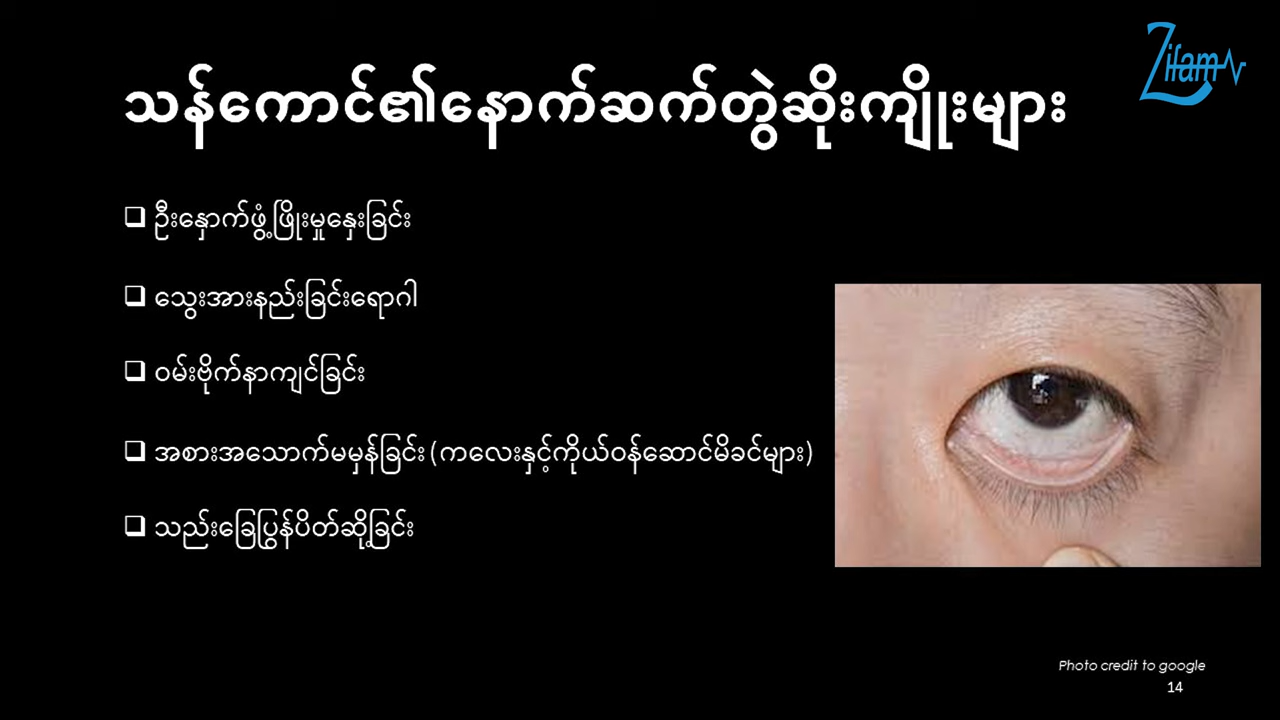 Zifam
သန်ကောင်၏နောက်ဆက်တွဲဆိုးကျိုးများ
ဦးနှောက်ဖွံ့ဖြိုးမှုနှေးခြင်း
သွေးအားနည်းခြင်းရောဂါ
ဝမ်းဗိုက်နာကျင်ခြင်း
အစားအသောက်မမှန်ခြင်း (ကလေးနှင့်ကိုယ်ဝန်ဆောင်မိခင်များ)
သည်းခြေပြွန်ပိတ်ဆို့ခြင်း
Photo credit to google
14